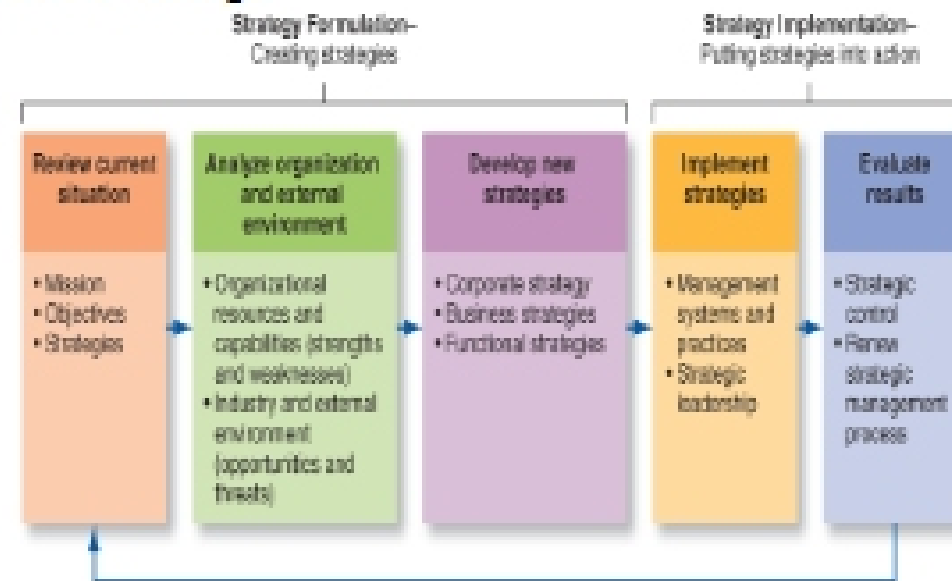 Strategy Formulation–
Creating strategies
Strategy Implementation–
Putting strategies into action
Review current
situation
• Mission
• Objectives
• Strategies
Analyze organization
and external
environment
• Organizational
resources and
capabilities (strengths
and weaknesses)
• Industry and external
environment
(opportunities and
threats)
Develop new
strategies
• Corporate strategy
• Business strategies
• Functional strategies
Implement
strategies
• Management
systems and
practices
• Strategic
leadership
Evaluate
results
• Strategic
control
• Renew
strategic
management
process